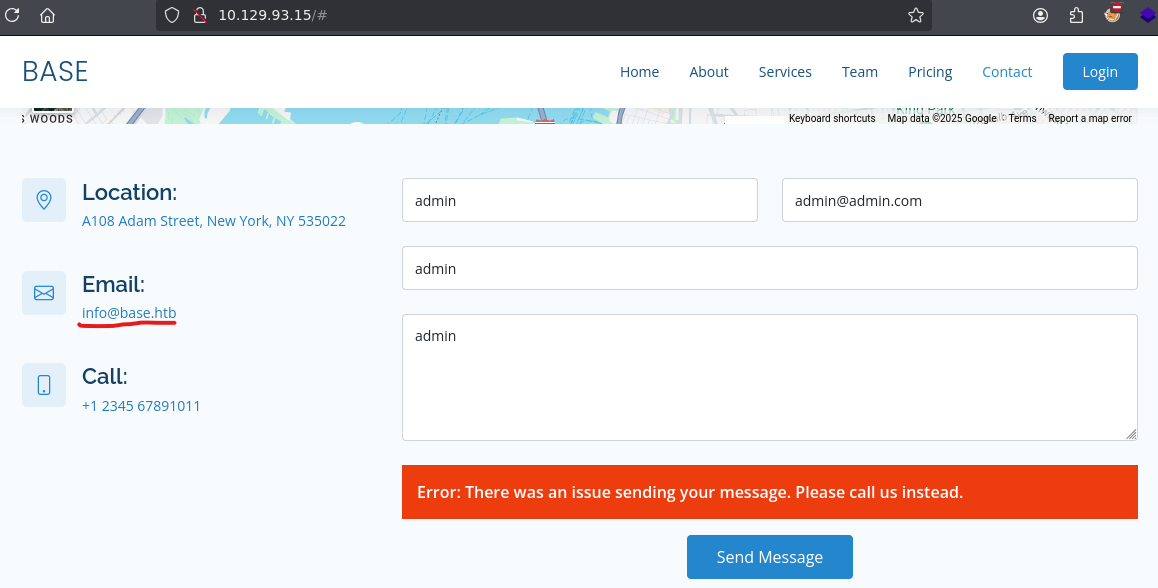 10.129.93.15/#
BASE
Home About Services Team Pricing Contact Login
WOODS
Keyboard shortcuts Map data ©2025 Google Terms Report a map error
Location:
A108 Adam Street, New York, NY 535022
Email:
info@base.htb
Call:
+1 2345 67891011
admin
admin@admin.com
admin
admin
Error: There was an issue sending your message. Please call us instead.
Send Message